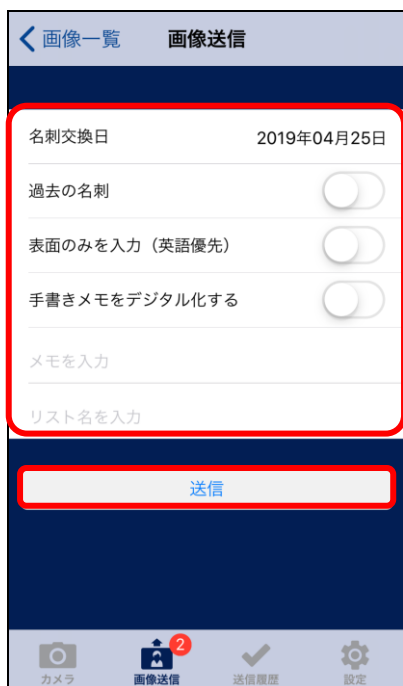 画像一覧 画像送信
名刺交換日 2019年04月25日
過去の名刺
表面のみを入力（英語優先）
手書きメモをデジタル化する
メモを入力
リスト名を入力
送信
2
カメラ 画像送信 送信履歴 設定